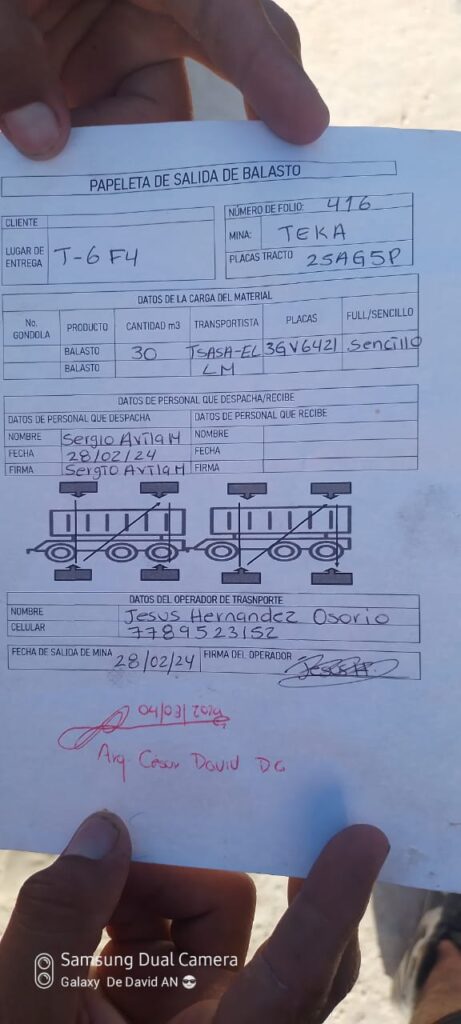 PAPELETA DE SALIDA DE BALASTO
CLIENTE
NÚMERO DE FOLIO: 416
LUGAR DE ENTREGA T-6 F4
MINA: TEKA
PLACAS TRACTO 25AG5P
DATOS DE LA CARGA DEL MATERIAL
No. GONDOLA PRODUCTO CANTIDAD m3 TRANSPORTISTA PLACAS FULL/SENCILLO
BALASTO 30 TSASA-EL 3GV6421 Sencillo
BALASTO LM
DATOS DE PERSONAL QUE DESPACHA/RECIBE
DATOS DE PERSONAL QUE DESPACHA DATOS DE PERSONAL QUE RECIBE
NOMBRE Sergio Avila M NOMBRE
FECHA 28/02/24 FECHA
FIRMA Sergio Avila M FIRMA
DATOS DEL OPERADOR DE TRASNPORTE
NOMBRE Jesus Hernandez Osorio
CELULAR 7789523152
FECHA DE SALIDA DE MINA 28/02/24 FIRMA DEL OPERADOR
04/03/2024
Arq. César David DG
Samsung Dual Camera
Galaxy De David AN 😎